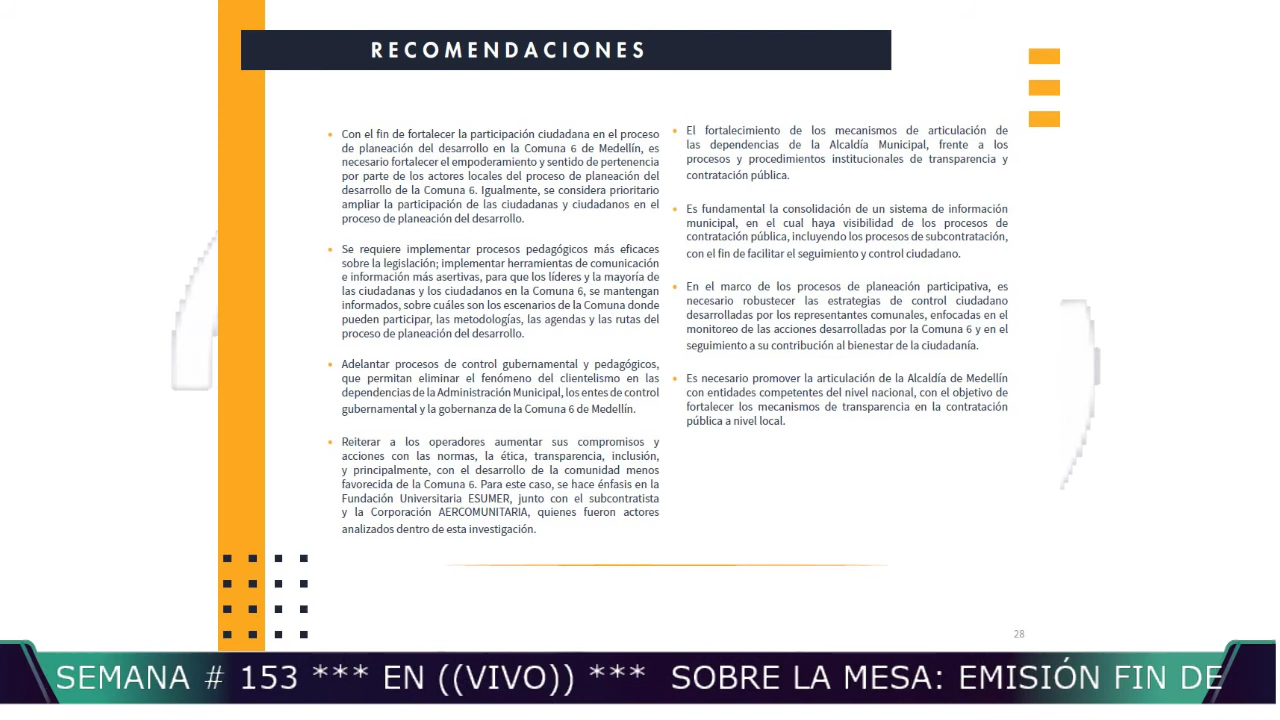 RECOMENDACIONES
• Con el fin de fortalecer la participación ciudadana en el proceso
de planeación del desarrollo en la Comuna 6 de Medellín, es
necesario fortalecer el empoderamiento y sentido de pertenencia
por parte de los actores locales del proceso de planeación del
desarrollo de la Comuna 6. Igualmente, se considera prioritario
ampliar la participación de las ciudadanas y ciudadanos en el
proceso de planeación del desarrollo.
• Se requiere implementar procesos pedagógicos más eficaces
sobre la legislación; implementar herramientas de comunicación
e información más asertivas, para que los líderes y la mayoría de
las ciudadanas y los ciudadanos en la Comuna 6, se mantengan
informados, sobre cuáles son los escenarios de la Comuna donde
pueden participar, las metodologías, las agendas y las rutas del
proceso de planeación del desarrollo.
• Adelantar procesos de control gubernamental y pedagógicos,
que permitan eliminar el fenómeno del clientelismo en las
dependencias de la Administración Municipal, los entes de control
gubernamental y la gobernanza de la Comuna 6 de Medellín.
• Reiterar a los operadores aumentar sus compromisos y
acciones con las normas, la ética, transparencia, inclusión,
y principalmente, con el desarrollo de la comunidad menos
favorecida de la Comuna 6. Para este caso, se hace énfasis en la
Fundación Universitaria ESUMER, junto con el subcontratista
y la Corporación AERCOMUNITARIA, quienes fueron actores
analizados dentro de esta investigación.
• El fortalecimiento de los mecanismos de articulación de
las dependencias de la Alcaldía Municipal, frente a los
procesos y procedimientos institucionales de transparencia y
contratación pública.
• Es fundamental la consolidación de un sistema de información
municipal, en el cual haya visibilidad de los procesos de
contratación pública, incluyendo los procesos de subcontratación,
con el fin de facilitar el seguimiento y control ciudadano.
• En el marco de los procesos de planeación participativa, es
necesario robustecer las estrategias de control ciudadano
desarrolladas por los representantes comunales, enfocadas en el
monitoreo de las acciones desarrolladas por la Comuna 6 y en el
seguimiento a su contribución al bienestar de la ciudadanía.
• Es necesario promover la articulación de la Alcaldía de Medellín
con entidades competentes del nivel nacional, con el objetivo de
fortalecer los mecanismos de transparencia en la contratación
pública a nivel local.
28
SEMANA # 153 *** EN ((VIVO)) *** SOBRE LA MESA: EMISIÓN FIN DE